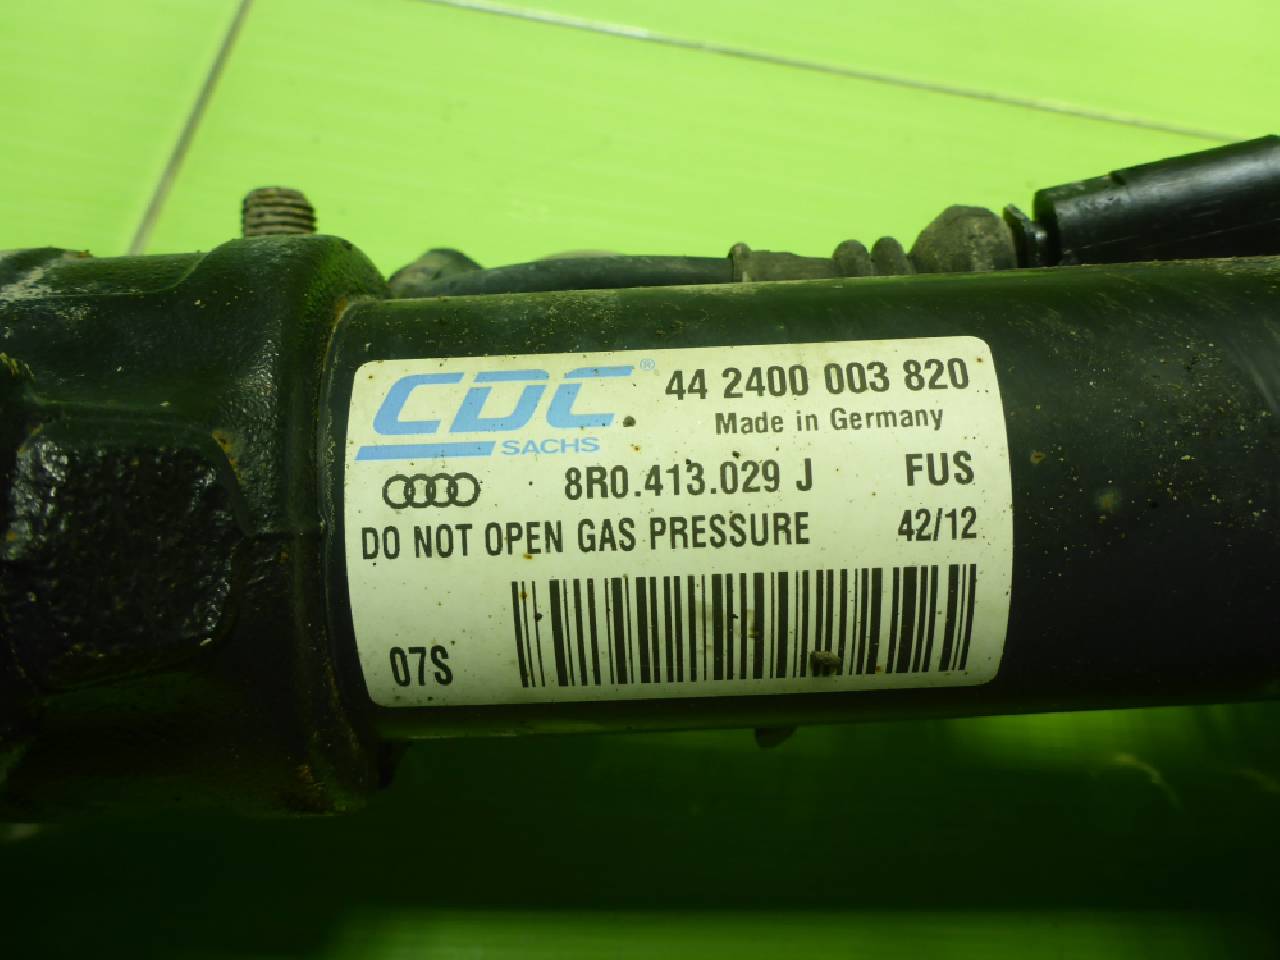 CDC® 44 2400 003 820
SACHS Made in Germany
8R0.413.029 J FUS
DO NOT OPEN GAS PRESSURE 42/12
07S